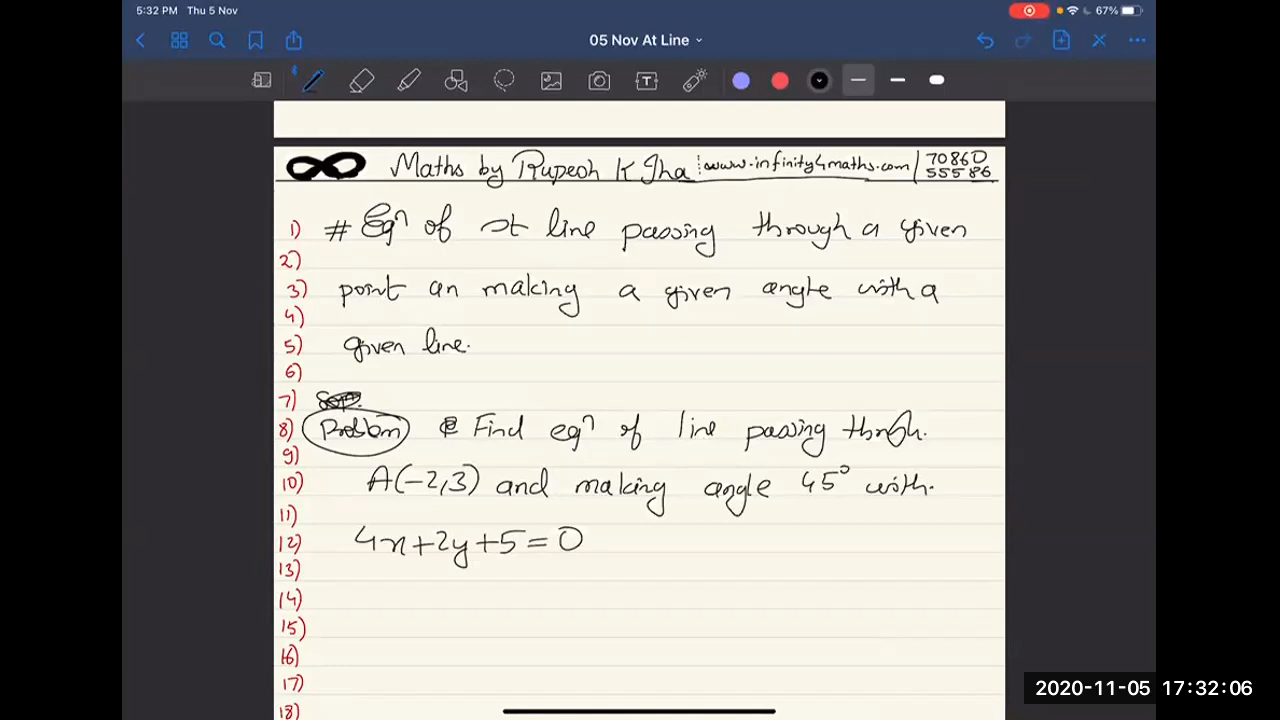 5:32 PM Thu 5 Nov
67%
05 Nov At Line
Maths by Rupesh K Jha www.infinity4maths.com 70860 55586
1) # Eqn of st line passing through a given
2)
3) point an making a given angle with a
4)
5) given line.
6)
7)
8) Problem Find eqn of line passing through.
9)
10) A(-2,3) and making angle 45° with.
11)
12) 4x+2y+5=0
13)
14)
15)
16)
17)
18)
2020-11-05 17:32:06